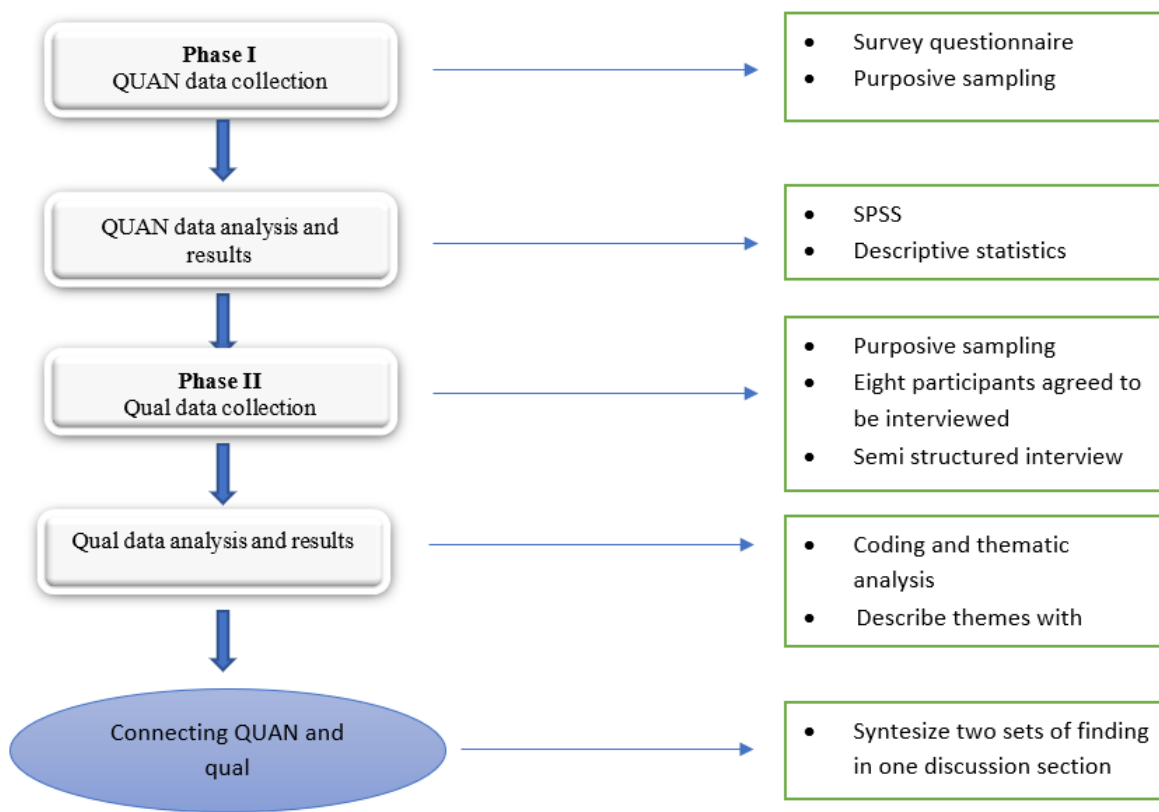 Phase I
QUAN data collection
• Survey questionnaire
• Purposive sampling
QUAN data analysis and
results
• SPSS
• Descriptive statistics
Phase II
Qual data collection
• Purposive sampling
• Eight participants agreed to
be interviewed
• Semi structured interview
Qual data analysis and results
• Coding and thematic
analysis
• Describe themes with
Connecting QUAN and
qual
• Syntesize two sets of finding
in one discussion section